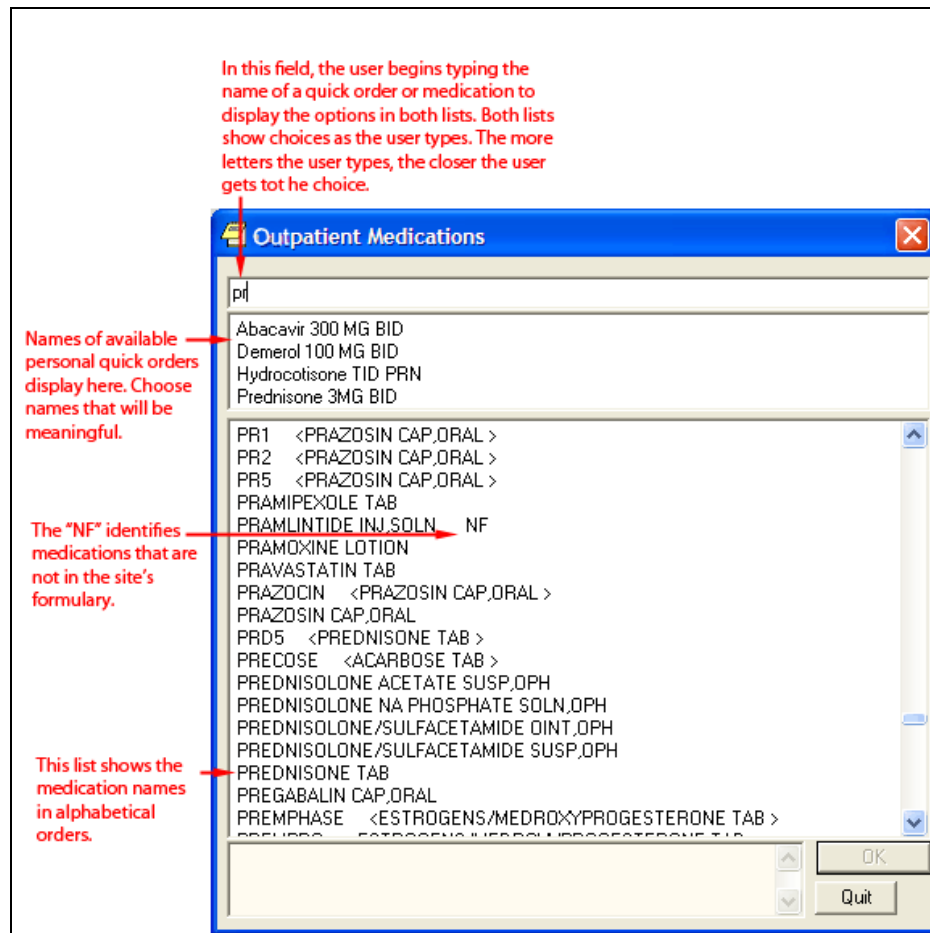 In this field, the user begins typing the
name of a quick order or medication to
display the options in both lists. Both lists
show choices as the user types. The more
letters the user types, the closer the user
gets tot he choice.
Outpatient Medications
pr
Names of available
personal quick orders
display here. Choose
names that will be
meaningful.
Abacavir 300 MG BID
Demerol 100 MG BID
Hydrocotisone TID PRN
Prednisone 3MG BID
PR1 <PRAZOSIN CAP,ORAL >
PR2 <PRAZOSIN CAP,ORAL >
PR5 <PRAZOSIN CAP,ORAL >
PRAMIPEXOLE TAB
PRAMLINTIDE INJ,SOLN NF
PRAMOXINE LOTION
PRAVASTATIN TAB
PRAZOCIN <PRAZOSIN CAP,ORAL >
PRAZOSIN CAP,ORAL
PRD5 <PREDNISONE TAB >
PRECOSE <ACARBOSE TAB >
PREDNISOLONE ACETATE SUSP,OPH
PREDNISOLONE NA PHOSPHATE SOLN,OPH
PREDNISOLONE/SULFACETAMIDE OINT,OPH
PREDNISOLONE/SULFACETAMIDE SUSP,OPH
PREDNISONE TAB
PREGABALIN CAP,ORAL
PREMPHASE <ESTROGENS/MEDROXYPROGESTERONE TAB >
The "NF" identifies
medications that are
not in the site's
formulary.
This list shows the
medication names
in alphabetical
orders.
OK
Quit